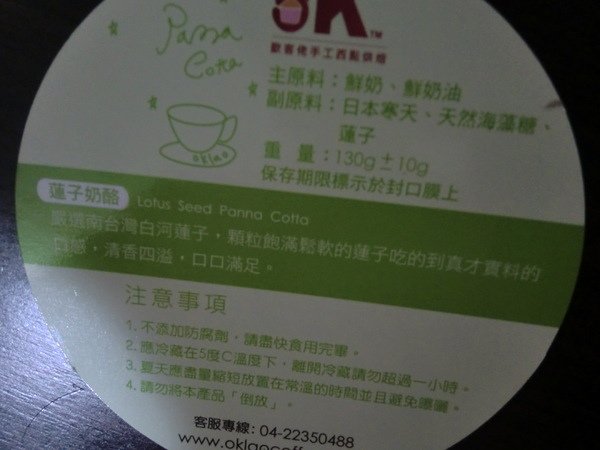 OK™
歐客佬手工西點烘焙
Panna
Cotta
主原料：鮮奶、鮮奶油
副原料：日本寒天、天然海藻糖、
蓮子
重 量：130g±10g
保存期限標示於封口膜上
oklao
蓮子奶酪 Lotus Seed Panna Cotta
嚴選南台灣白河蓮子，顆粒飽滿鬆軟的蓮子吃的到真才實料的
口感，清香四溢，口口滿足。
注意事項
1. 不添加防腐劑，請盡快食用完畢。
2. 應冷藏在5度C溫度下，離開冷藏請勿超過一小時。
3. 夏天應盡量縮短放置在常溫的時間並且避免曝曬。
4. 請勿將本產品「倒放」。
客服專線: 04-22350488
www.oklaocoff